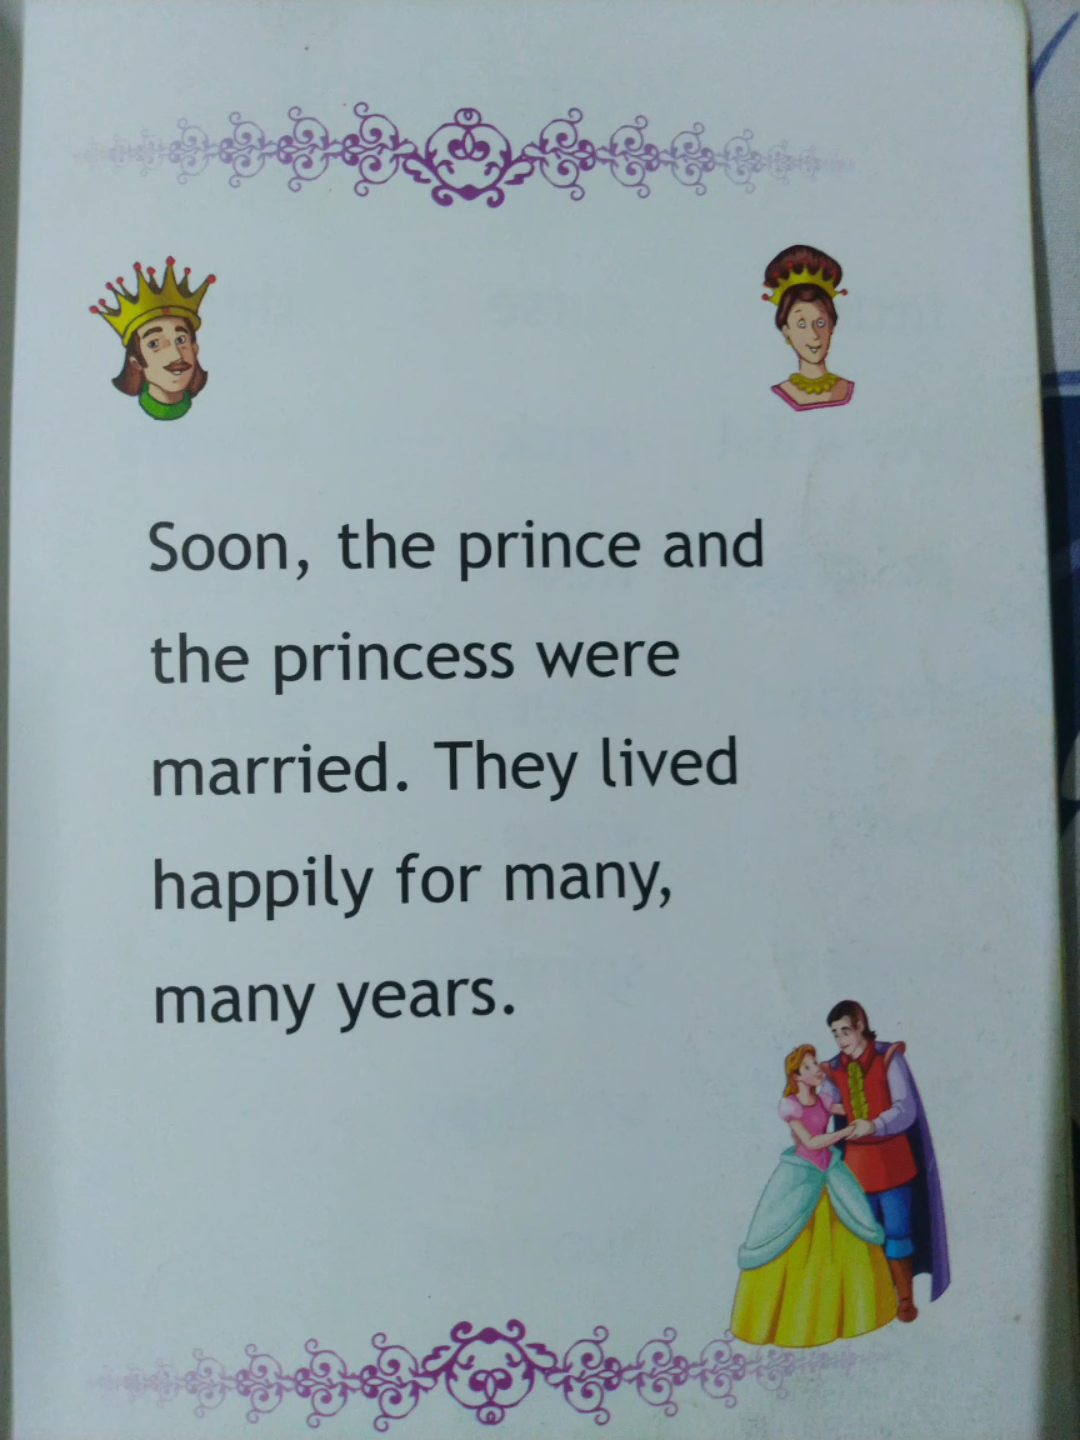 Soon, the prince and
the princess were
married. They lived
happily for many,
many years.